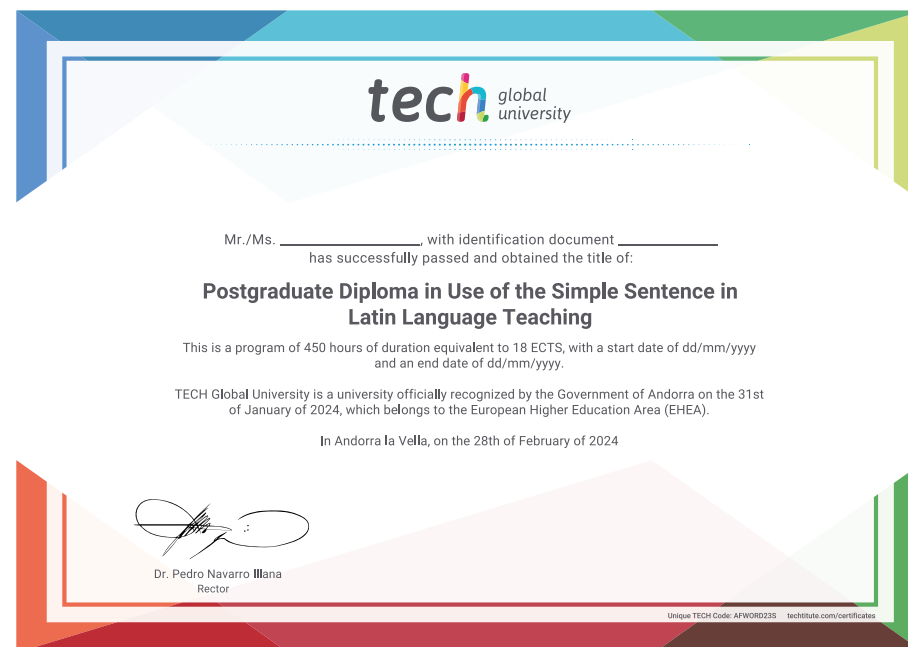 tech global university
Mr./Ms. ____________________, with identification document ______________
has successfully passed and obtained the title of:
Postgraduate Diploma in Use of the Simple Sentence in
Latin Language Teaching
This is a program of 450 hours of duration equivalent to 18 ECTS, with a start date of dd/mm/yyyy
and an end date of dd/mm/yyyy.
TECH Global University is a university officially recognized by the Government of Andorra on the 31st
of January of 2024, which belongs to the European Higher Education Area (EHEA).
In Andorra la Vella, on the 28th of February of 2024
Dr. Pedro Navarro Illana
Rector
Unique TECH Code: AFWORD23S techtitute.com/certificates